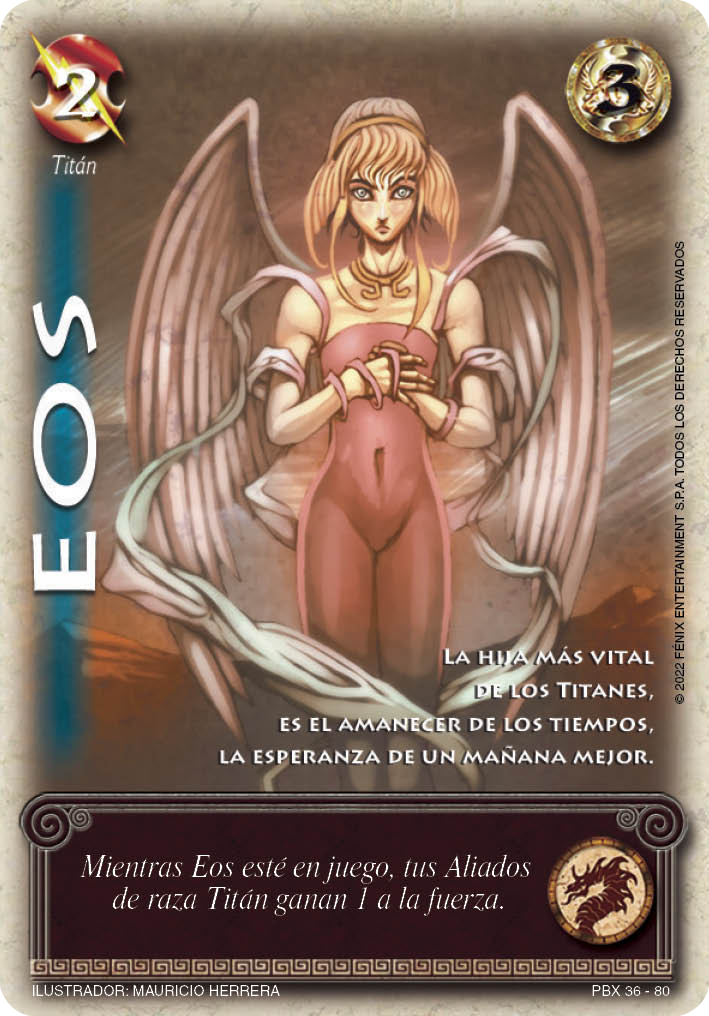 2
3
Titán
EOS
© 2022 FÉNIX ENTERTAINMENT S.P.A. TODOS LOS DERECHOS RESERVADOS
La hija más vital
de los Titanes,
es el amanecer de los tiempos,
la esperanza de un mañana mejor.
Mientras Eos esté en juego, tus Aliados
de raza Titán ganan 1 a la fuerza.
ILUSTRADOR: MAURICIO HERRERA
PBX 36 - 80